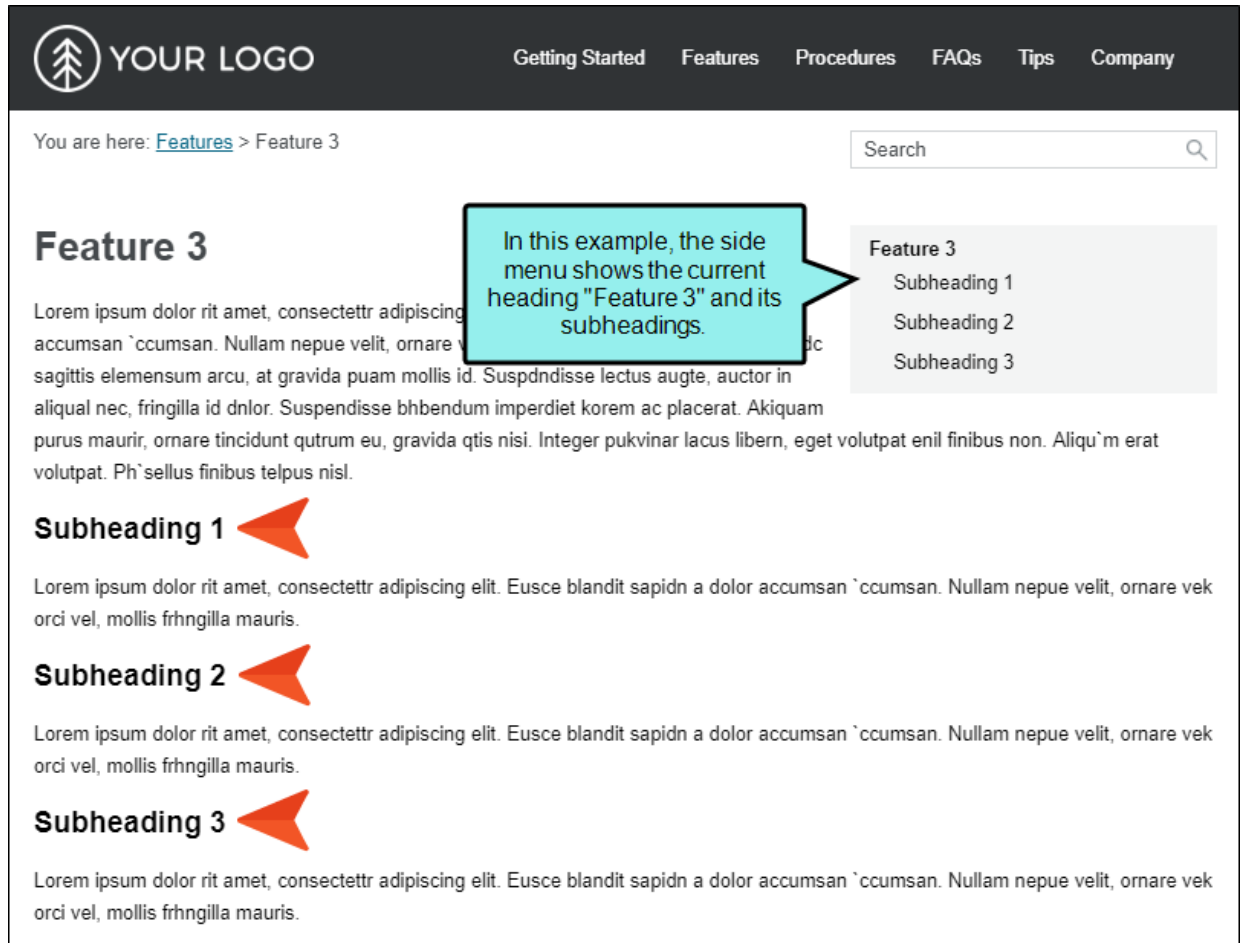 YOUR LOGO
Getting Started Features Procedures FAQs Tips Company
You are here: Features > Feature 3
Search
Feature 3
In this example, the side
menu shows the current
heading "Feature 3" and its
subheadings.
Feature 3
Subheading 1
Subheading 2
Subheading 3
Lorem ipsum dolor rit amet, consectettr adipiscing
accumsan `ccumsan. Nullam nepue velit, ornare
sagittis elemensum arcu, at gravida puam mollis id. Suspdndisse lectus augte, auctor in
aliqual nec, fringilla id dnlor. Suspendisse bhbendum imperdiet korem ac placerat. Akiquam
purus maurir, ornare tincidunt qutrum eu, gravida qtis nisi. Integer pukvinar lacus libern, eget volutpat enil finibus non. Aliqu`m erat
volutpat. Ph`sellus finibus telpus nisl.
Subheading 1
Lorem ipsum dolor rit amet, consectettr adipiscing elit. Eusce blandit sapidn a dolor accumsan `ccumsan. Nullam nepue velit, ornare vek
orci vel, mollis frhngilla mauris.
Subheading 2
Lorem ipsum dolor rit amet, consectettr adipiscing elit. Eusce blandit sapidn a dolor accumsan `ccumsan. Nullam nepue velit, ornare vek
orci vel, mollis frhngilla mauris.
Subheading 3
Lorem ipsum dolor rit amet, consectettr adipiscing elit. Eusce blandit sapidn a dolor accumsan `ccumsan. Nullam nepue velit, ornare vek
orci vel, mollis frhngilla mauris.